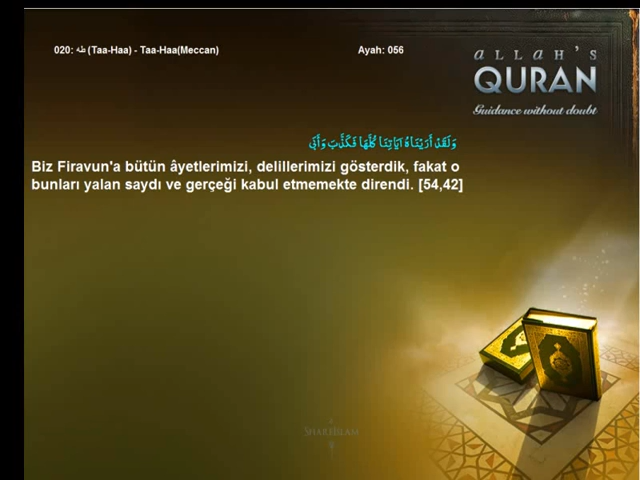 020: طه (Taa-Haa) - Taa-Haa(Meccan) Ayah: 056
ALLAH'S
QURAN
Guidance without doubt
وَلَقَدْ أَرَيْنَاهُ آيَاتِنَا كُلَّهَا فَكَذَّبَ وَأَبَىٰ
Biz Firavun'a bütün âyetlerimizi, delillerimizi gösterdik, fakat o
bunları yalan saydı ve gerçeği kabul etmemekte direndi. [54,42]
SHARIISLAM